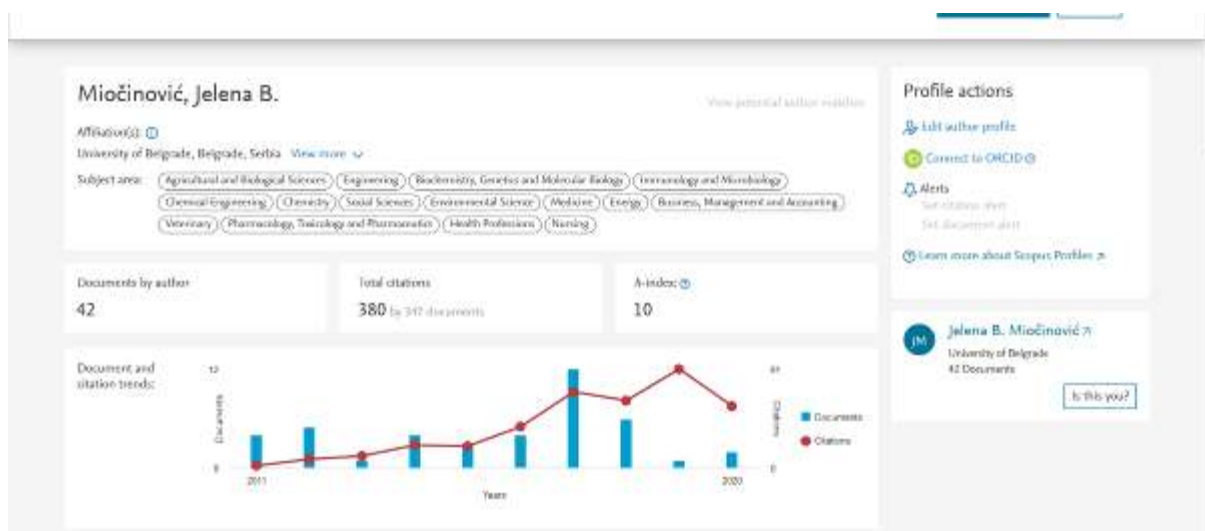 Miočinović, Jelena B.
View potential author matches
Affiliation(s):
University of Belgrade, Belgrade, Serbia View more
Subject area: Agricultural and Biological Sciences Engineering Biochemistry, Genetics and Molecular Biology Immunology and Microbiology
Chemical Engineering Chemistry Social Sciences Environmental Science Medicine Energy Business, Management and Accounting
Veterinary Pharmacology, Toxicology and Pharmaceutics Health Professions Nursing
Documents by author
42
Total citations
380 by 347 documents
h-index:
10
Document and
citation trends:
12
0
Documents
2011
Years
2020
0
Citations
Documents
Citations
Profile actions
Edit author profile
Connect to ORCID
Alerts
Set citation alert
Set document alert
Learn more about Scopus Profiles
JM
Jelena B. Miočinović
University of Belgrade
42 Documents
Is this you?